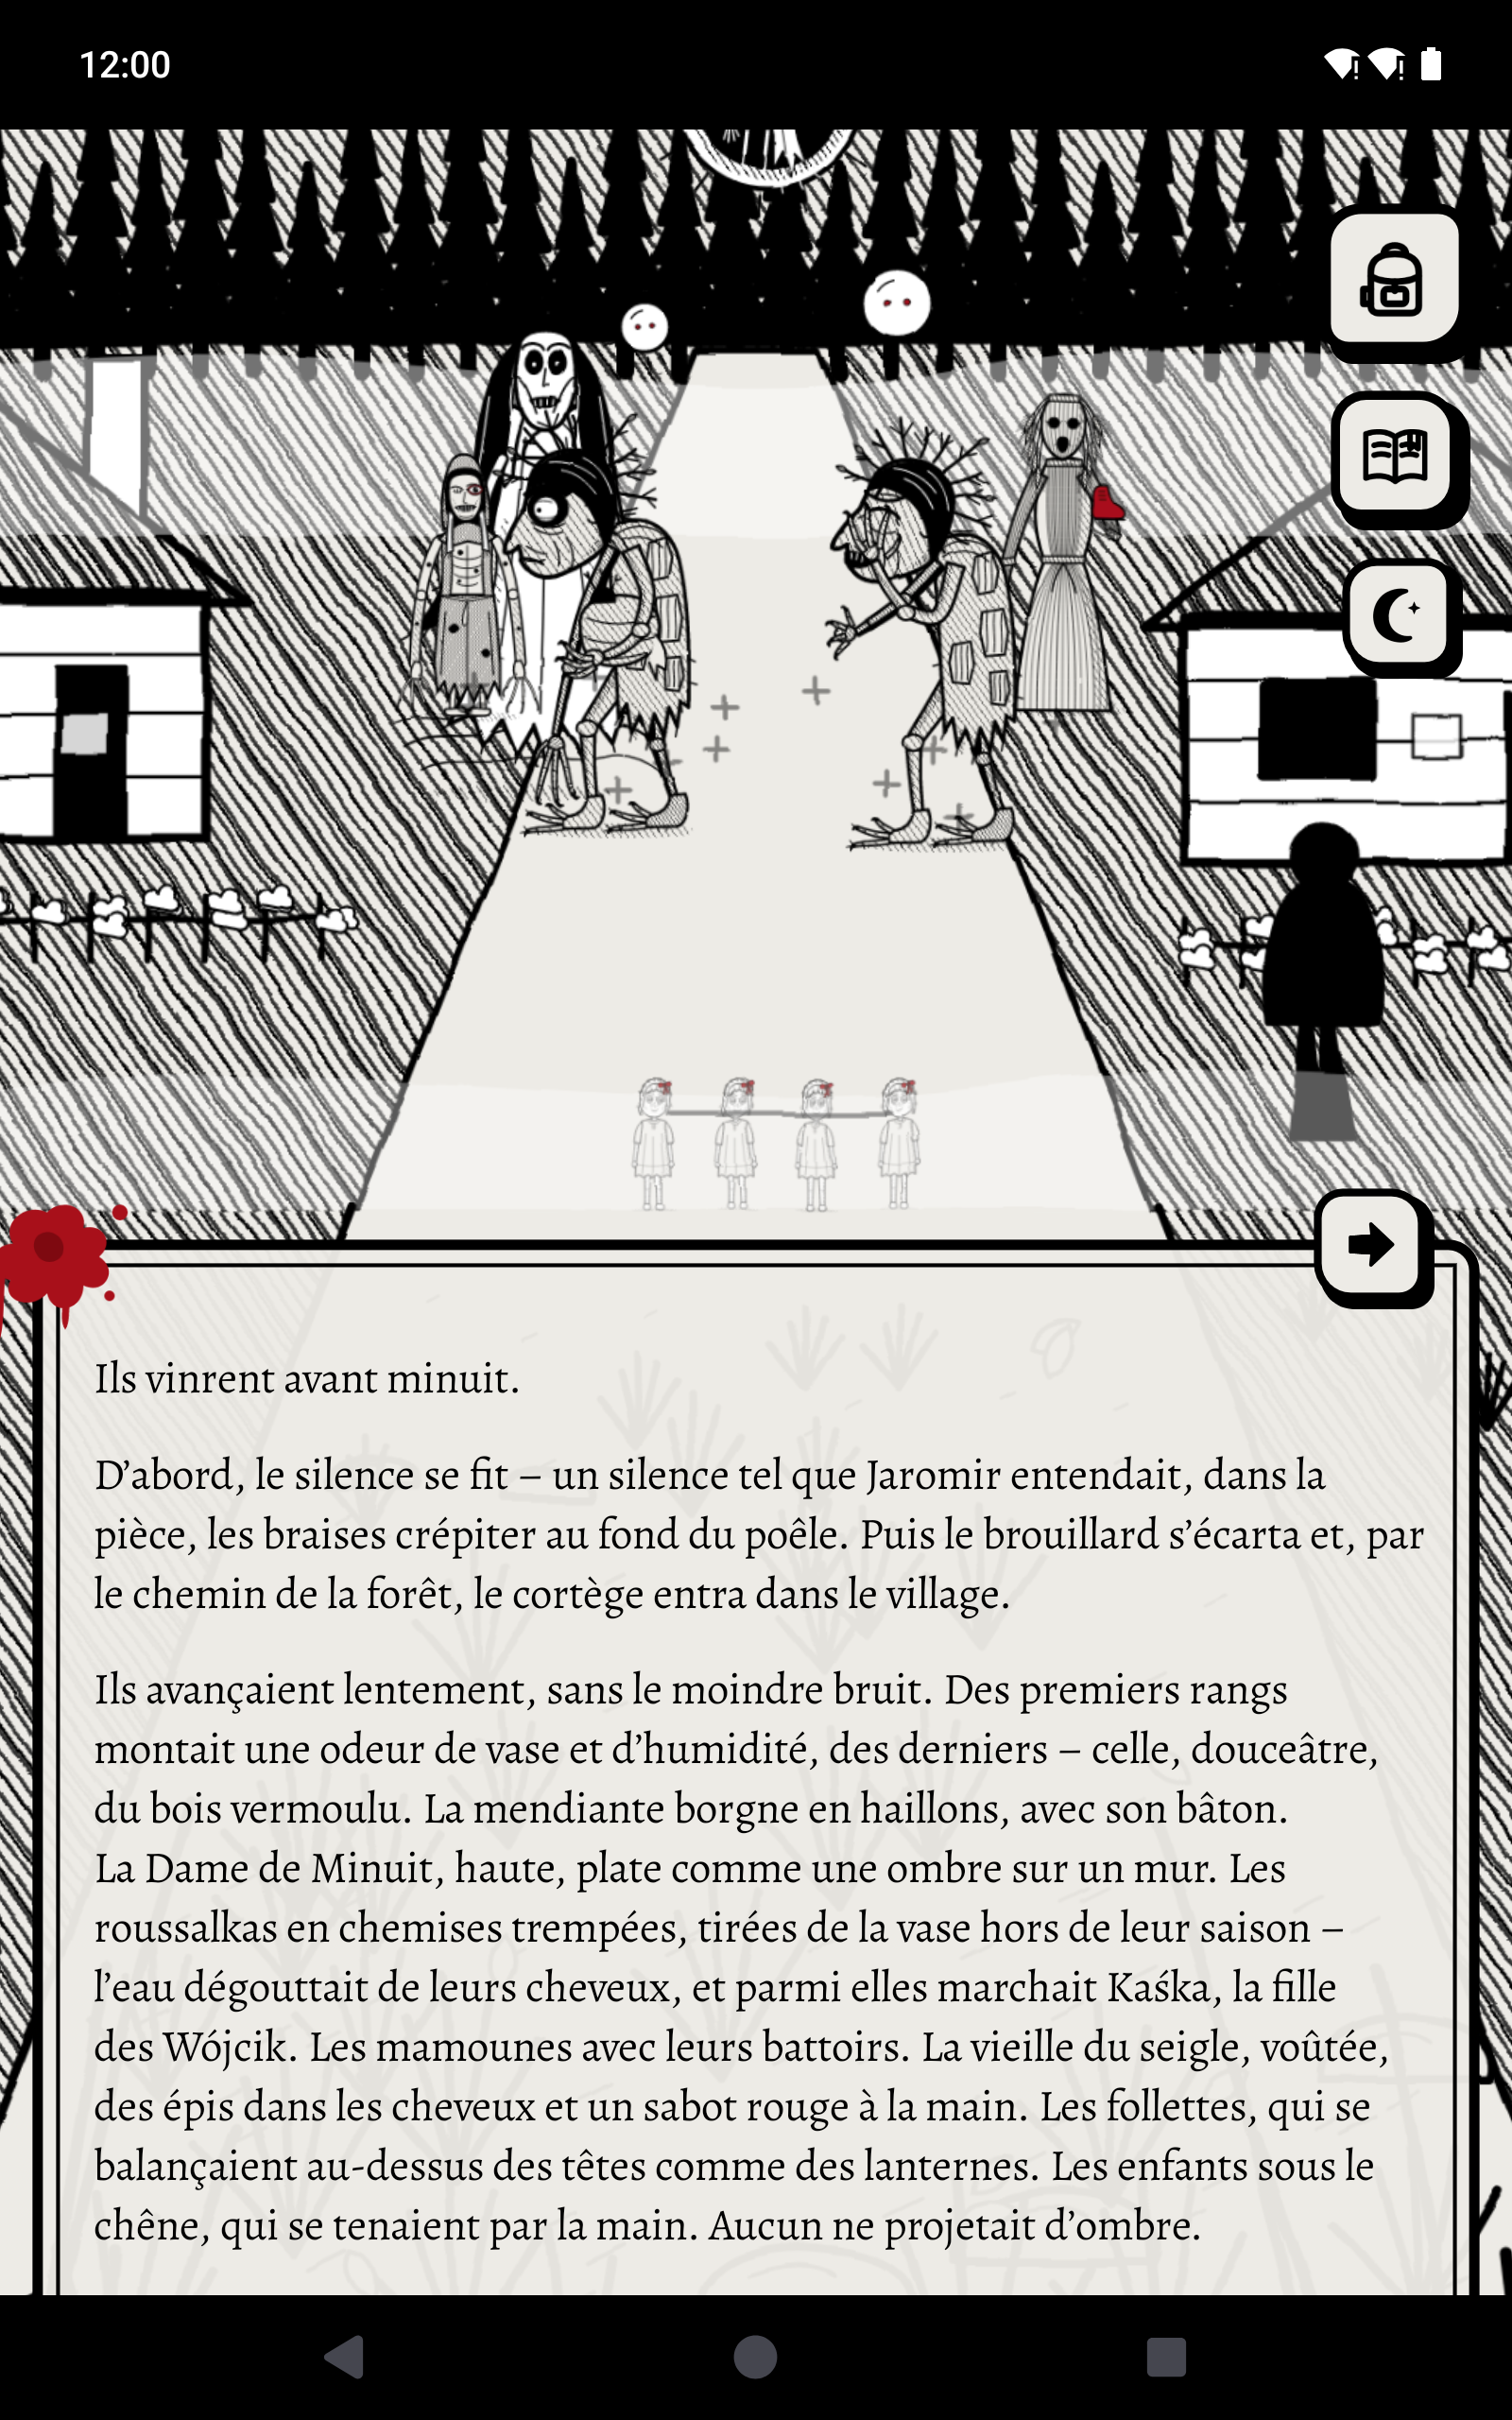 12:00
Ils vinrent avant minuit.
D’abord, le silence se fit – un silence tel que Jaromir entendait, dans la
pièce, les braises crépiter au fond du poêle. Puis le brouillard s’écarta et, par
le chemin de la forêt, le cortège entra dans le village.
Ils avançaient lentement, sans le moindre bruit. Des premiers rangs
montait une odeur de vase et d’humidité, des derniers – celle, douceâtre,
du bois vermoulu. La mendiante borgne en haillons, avec son bâton.
La Dame de Minuit, haute, plate comme une ombre sur un mur. Les
roussalkas en chemises trempées, tirées de la vase hors de leur saison –
l’eau dégouttait de leurs cheveux, et parmi elles marchait Kaśka, la fille
des Wójcik. Les mamounes avec leurs battoirs. La vieille du seigle, voûtée,
des épis dans les cheveux et un sabot rouge à la main. Les follettes, qui se
balançaient au-dessus des têtes comme des lanternes. Les enfants sous le
chêne, qui se tenaient par la main. Aucun ne projetait d’ombre.